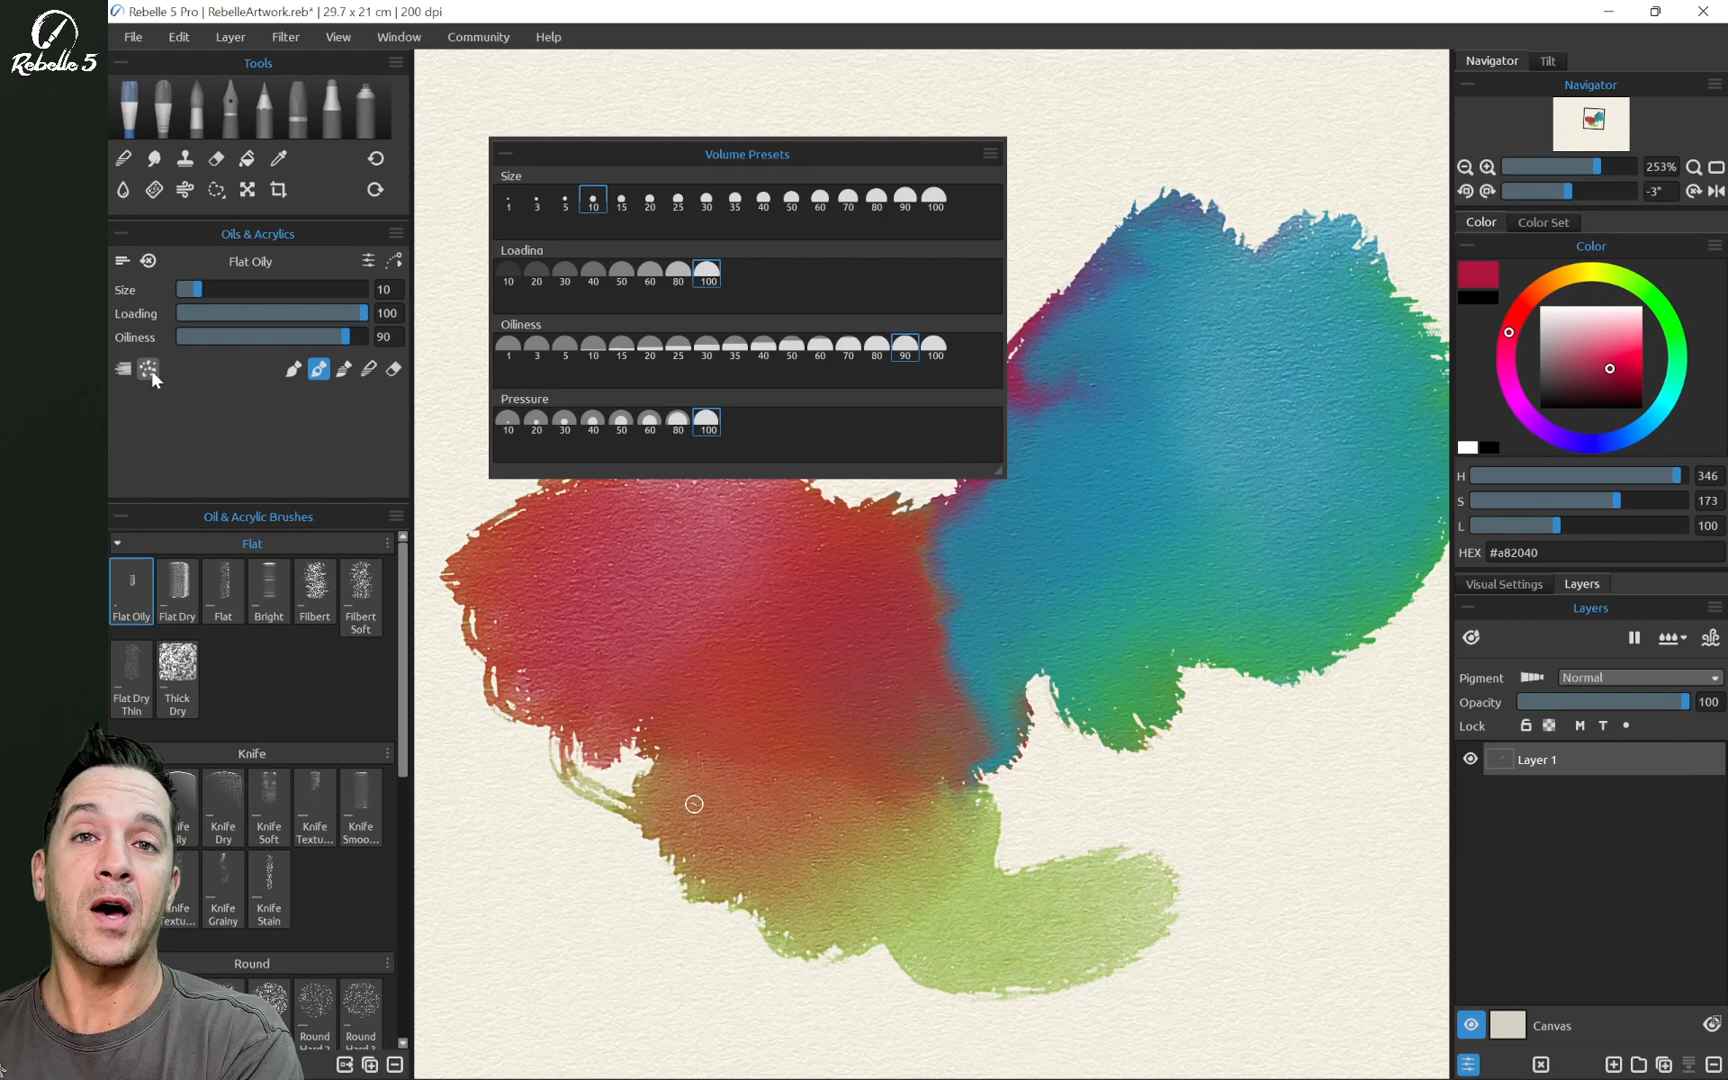 Rebelle 5
Rebelle 5 Pro | RebelleArtwork.reb* | 29.7 x 21 cm | 200 dpi
File Edit Layer Filter View Window Community Help
Tools
Oils & Acrylics
Flat Oily
Size 10
Loading 100
Oiliness 90
Oil & Acrylic Brushes
Flat
Flat Oily Flat Dry Flat Bright Filbert Filbert Soft
Flat Dry Thin Thick Dry
Knife
Knife Dry Knife Soft Knife Textu... Knife Smoo...
Knife Grainy Knife Stain
Round
Round Round
Volume Presets
Size
1 3 5 10 15 20 25 30 35 40 50 60 70 80 90 100
Loading
10 20 30 40 50 60 80 100
Oiliness
1 3 5 10 15 20 25 30 35 40 50 60 70 80 90 100
Pressure
10 20 30 40 50 60 80 100
Navigator Tilt
Navigator
253%
-3°
Color Color Set
Color
H 346
S 173
L 100
HEX #a82040
Visual Settings Layers
Layers
Pigment Normal
Opacity 100
Lock M T
Layer 1
Canvas